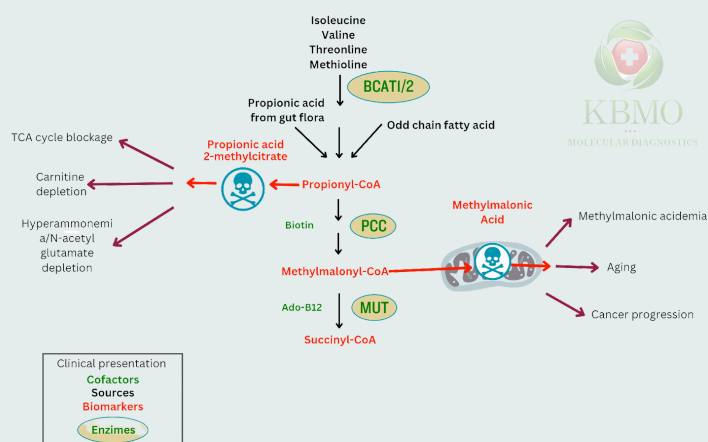 Isoleucine
Valine
Threonline
Methioline
BCATI/2
KBMO
MOLECULAR DIAGNOSTICS
Propionic acid
from gut flora
Odd chain fatty acid
TCA cycle blockage
Propionic acid
2-methylcitrate
Carnitine
depletion
Propionyl-CoA
Hyperammonemi
a/N-acetyl
glutamate
depletion
Biotin
PCC
Methylmalonic
Acid
Methylmalonic acidemia
Methylmalonyl-CoA
Aging
Ado-B12
MUT
Cancer progression
Succinyl-CoA
Clinical presentation
Cofactors
Sources
Biomarkers
Enzimes